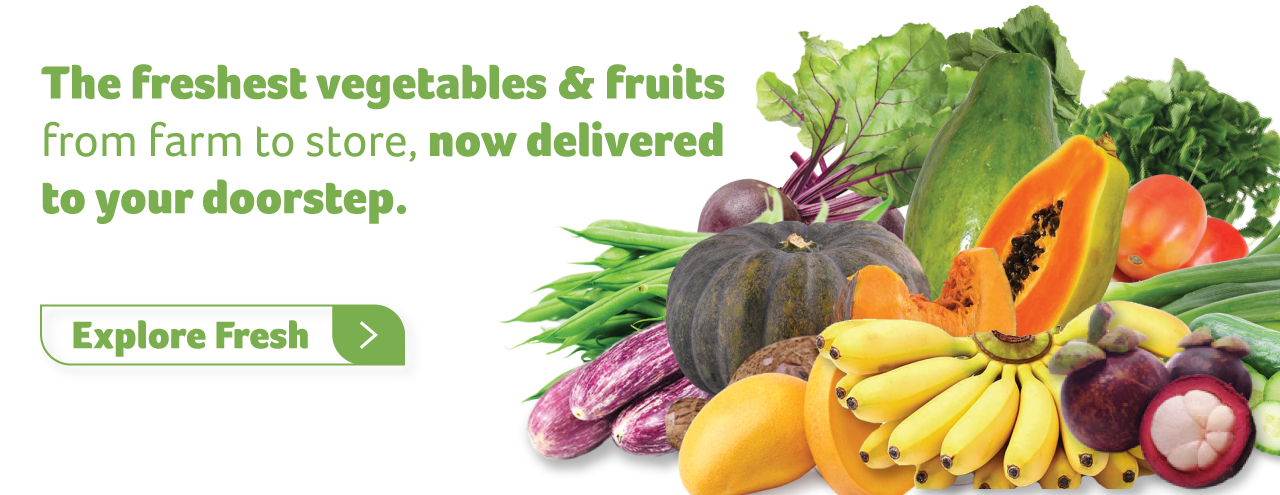 The freshest vegetables & fruits
from farm to store, now delivered
to your doorstep.
Explore Fresh